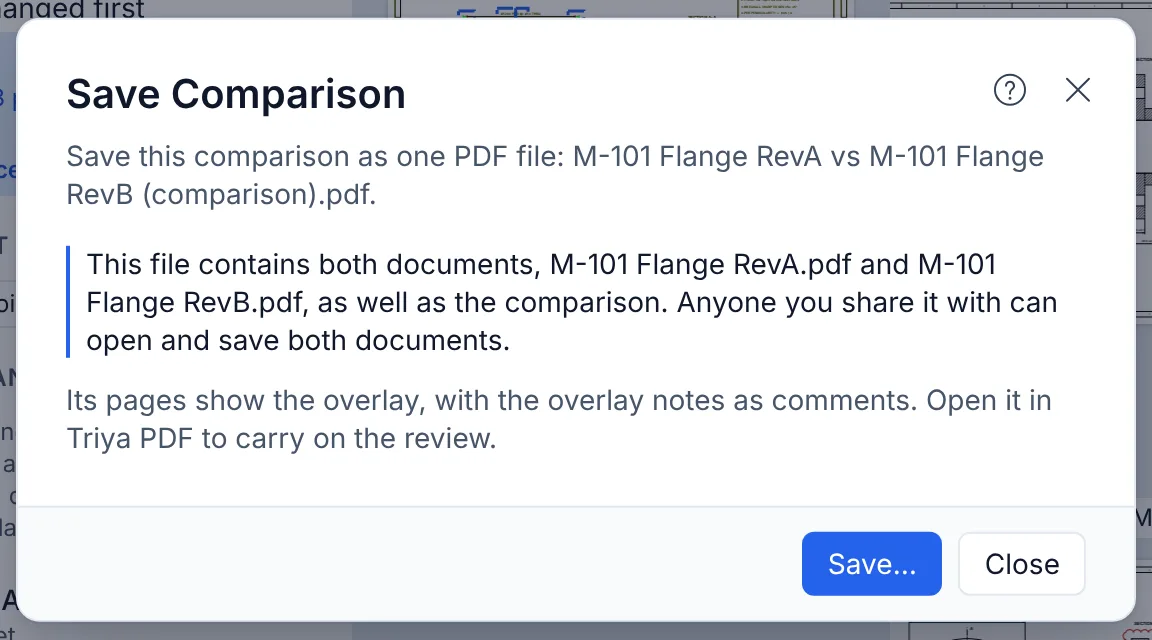 anged first
Save Comparison
Save this comparison as one PDF file: M-101 Flange RevA vs M-101 Flange
RevB (comparison).pdf.
This file contains both documents, M-101 Flange RevA.pdf and M-101
Flange RevB.pdf, as well as the comparison. Anyone you share it with can
open and save both documents.
Its pages show the overlay, with the overlay notes as comments. Open it in
Triya PDF to carry on the review.
Save...
Close